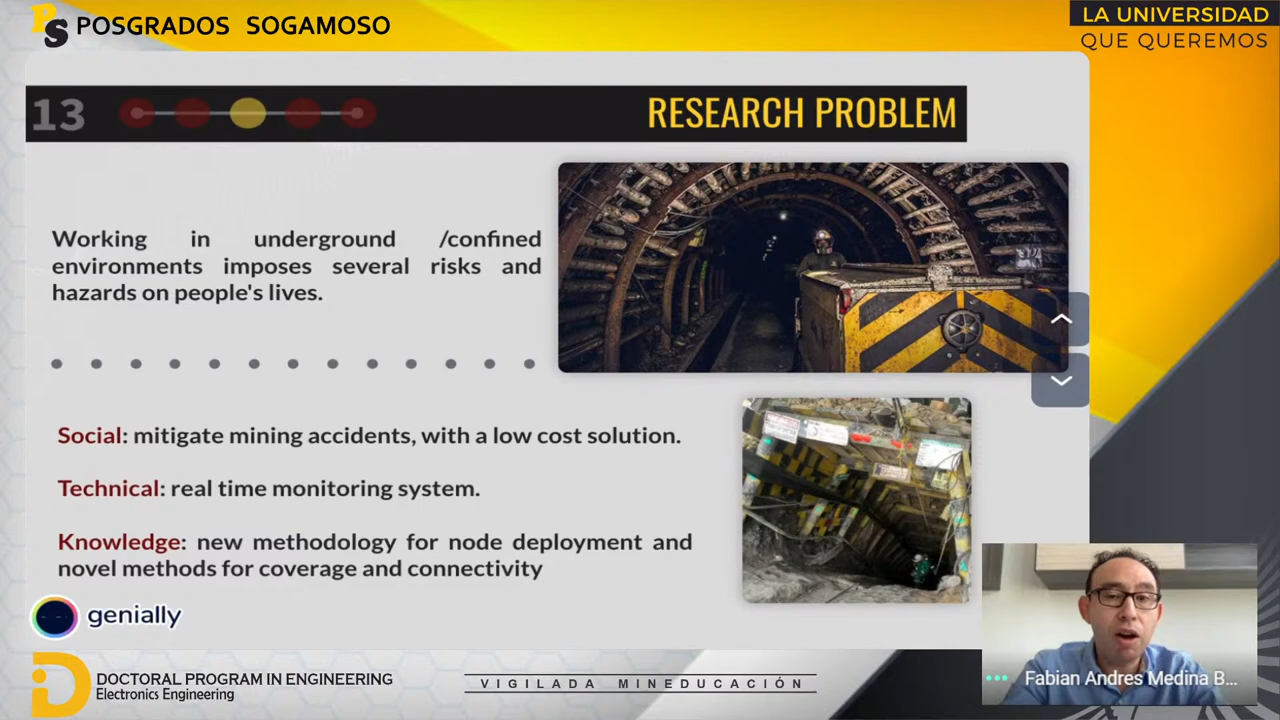 PS POSGRADOS SOGAMOSO
LA UNIVERSIDAD
QUE QUEREMOS
13
RESEARCH PROBLEM
Working in underground /confined
environments imposes several risks and
hazards on people's lives.
Social: mitigate mining accidents, with a low cost solution.
Technical: real time monitoring system.
Knowledge: new methodology for node deployment and
novel methods for coverage and connectivity
genially
DOCTORAL PROGRAM IN ENGINEERING
Electronics Engineering
VIGILADA MINEDUCACIÓN
Fabian Andres Medina B...